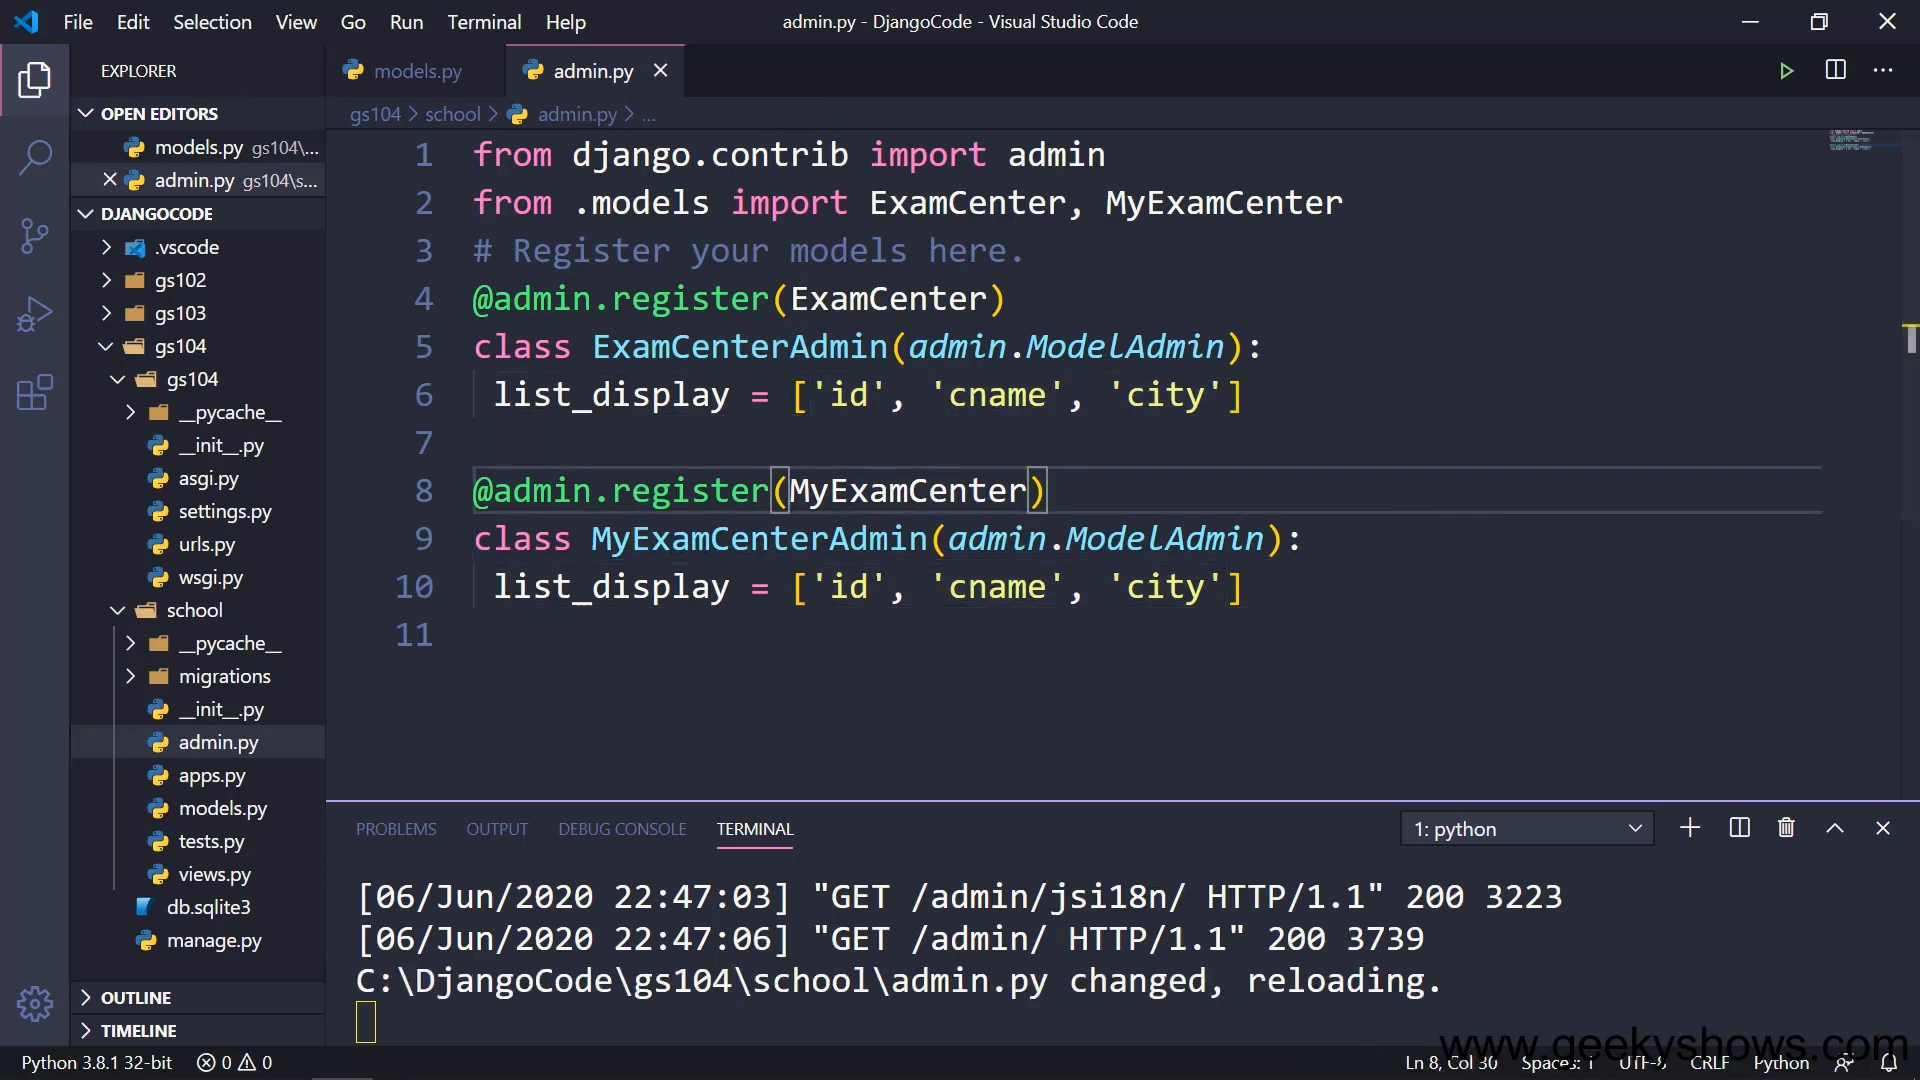 File Edit Selection View Go Run Terminal Help
admin.py - DjangoCode - Visual Studio Code
EXPLORER
OPEN EDITORS
models.py gs104\...
admin.py gs104\s...
DJANGOCODE
.vscode
gs102
gs103
gs104
gs104
__pycache__
__init__.py
asgi.py
settings.py
urls.py
wsgi.py
school
__pycache__
migrations
__init__.py
admin.py
apps.py
models.py
tests.py
views.py
db.sqlite3
manage.py
OUTLINE
TIMELINE
models.py admin.py
gs104 > school > admin.py > ...
1 from django.contrib import admin
2 from .models import ExamCenter, MyExamCenter
3 # Register your models here.
4 @admin.register(ExamCenter)
5 class ExamCenterAdmin(admin.ModelAdmin):
6 list_display = ['id', 'cname', 'city']
7
8 @admin.register(MyExamCenter)
9 class MyExamCenterAdmin(admin.ModelAdmin):
10 list_display = ['id', 'cname', 'city']
11
PROBLEMS OUTPUT DEBUG CONSOLE TERMINAL 1: python
[06/Jun/2020 22:47:03] "GET /admin/jsi18n/ HTTP/1.1" 200 3223
[06/Jun/2020 22:47:06] "GET /admin/ HTTP/1.1" 200 3739
C:\DjangoCode\gs104\school\admin.py changed, reloading.
www.geekyshows.com
Python 3.8.1 32-bit 0 0 Ln 8, Col 30 Spaces: 1 UTF-8 CRLF Python